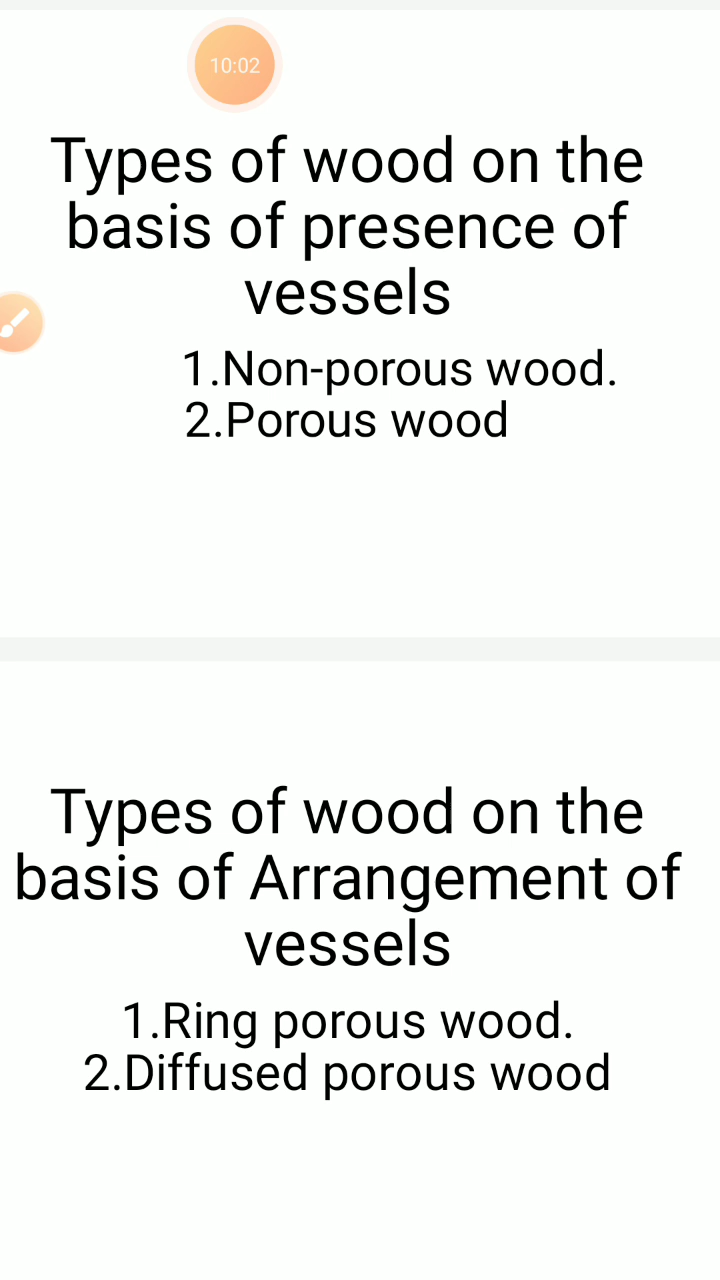 10:02
Types of wood on the
basis of presence of
vessels
1.Non-porous wood.
2.Porous wood
Types of wood on the
basis of Arrangement of
vessels
1.Ring porous wood.
2.Diffused porous wood